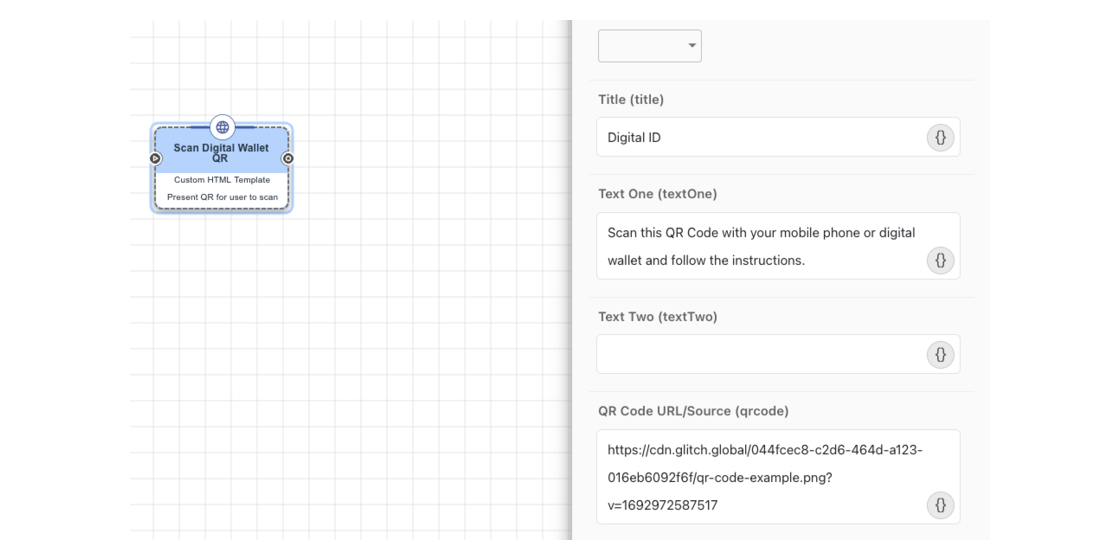 Scan Digital Wallet
QR
Custom HTML Template
Present QR for user to scan
Title (title)
Digital ID
{}
Text One (textOne)
Scan this QR Code with your mobile phone or digital
wallet and follow the instructions.
{}
Text Two (textTwo)
{}
QR Code URL/Source (qrcode)
https://cdn.glitch.global/044fcec8-c2d6-464d-a123-
016eb6092f6f/qr-code-example.png?
v=1692972587517
{}